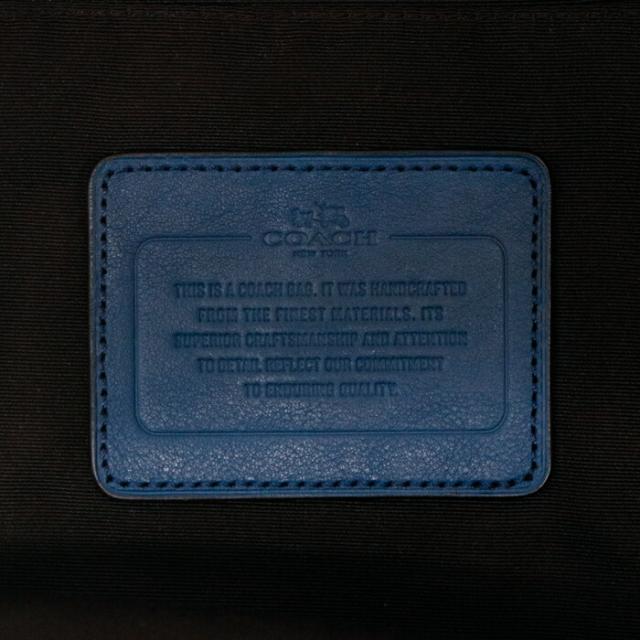 COACH
NEW YORK
THIS IS A COACH BAG. IT WAS HANDCRAFTED
FROM THE FINEST MATERIALS. ITS
SUPERIOR CRAFTSMANSHIP AND ATTENTION
TO DETAIL REFLECT OUR COMMITMENT
TO ENDURING QUALITY.